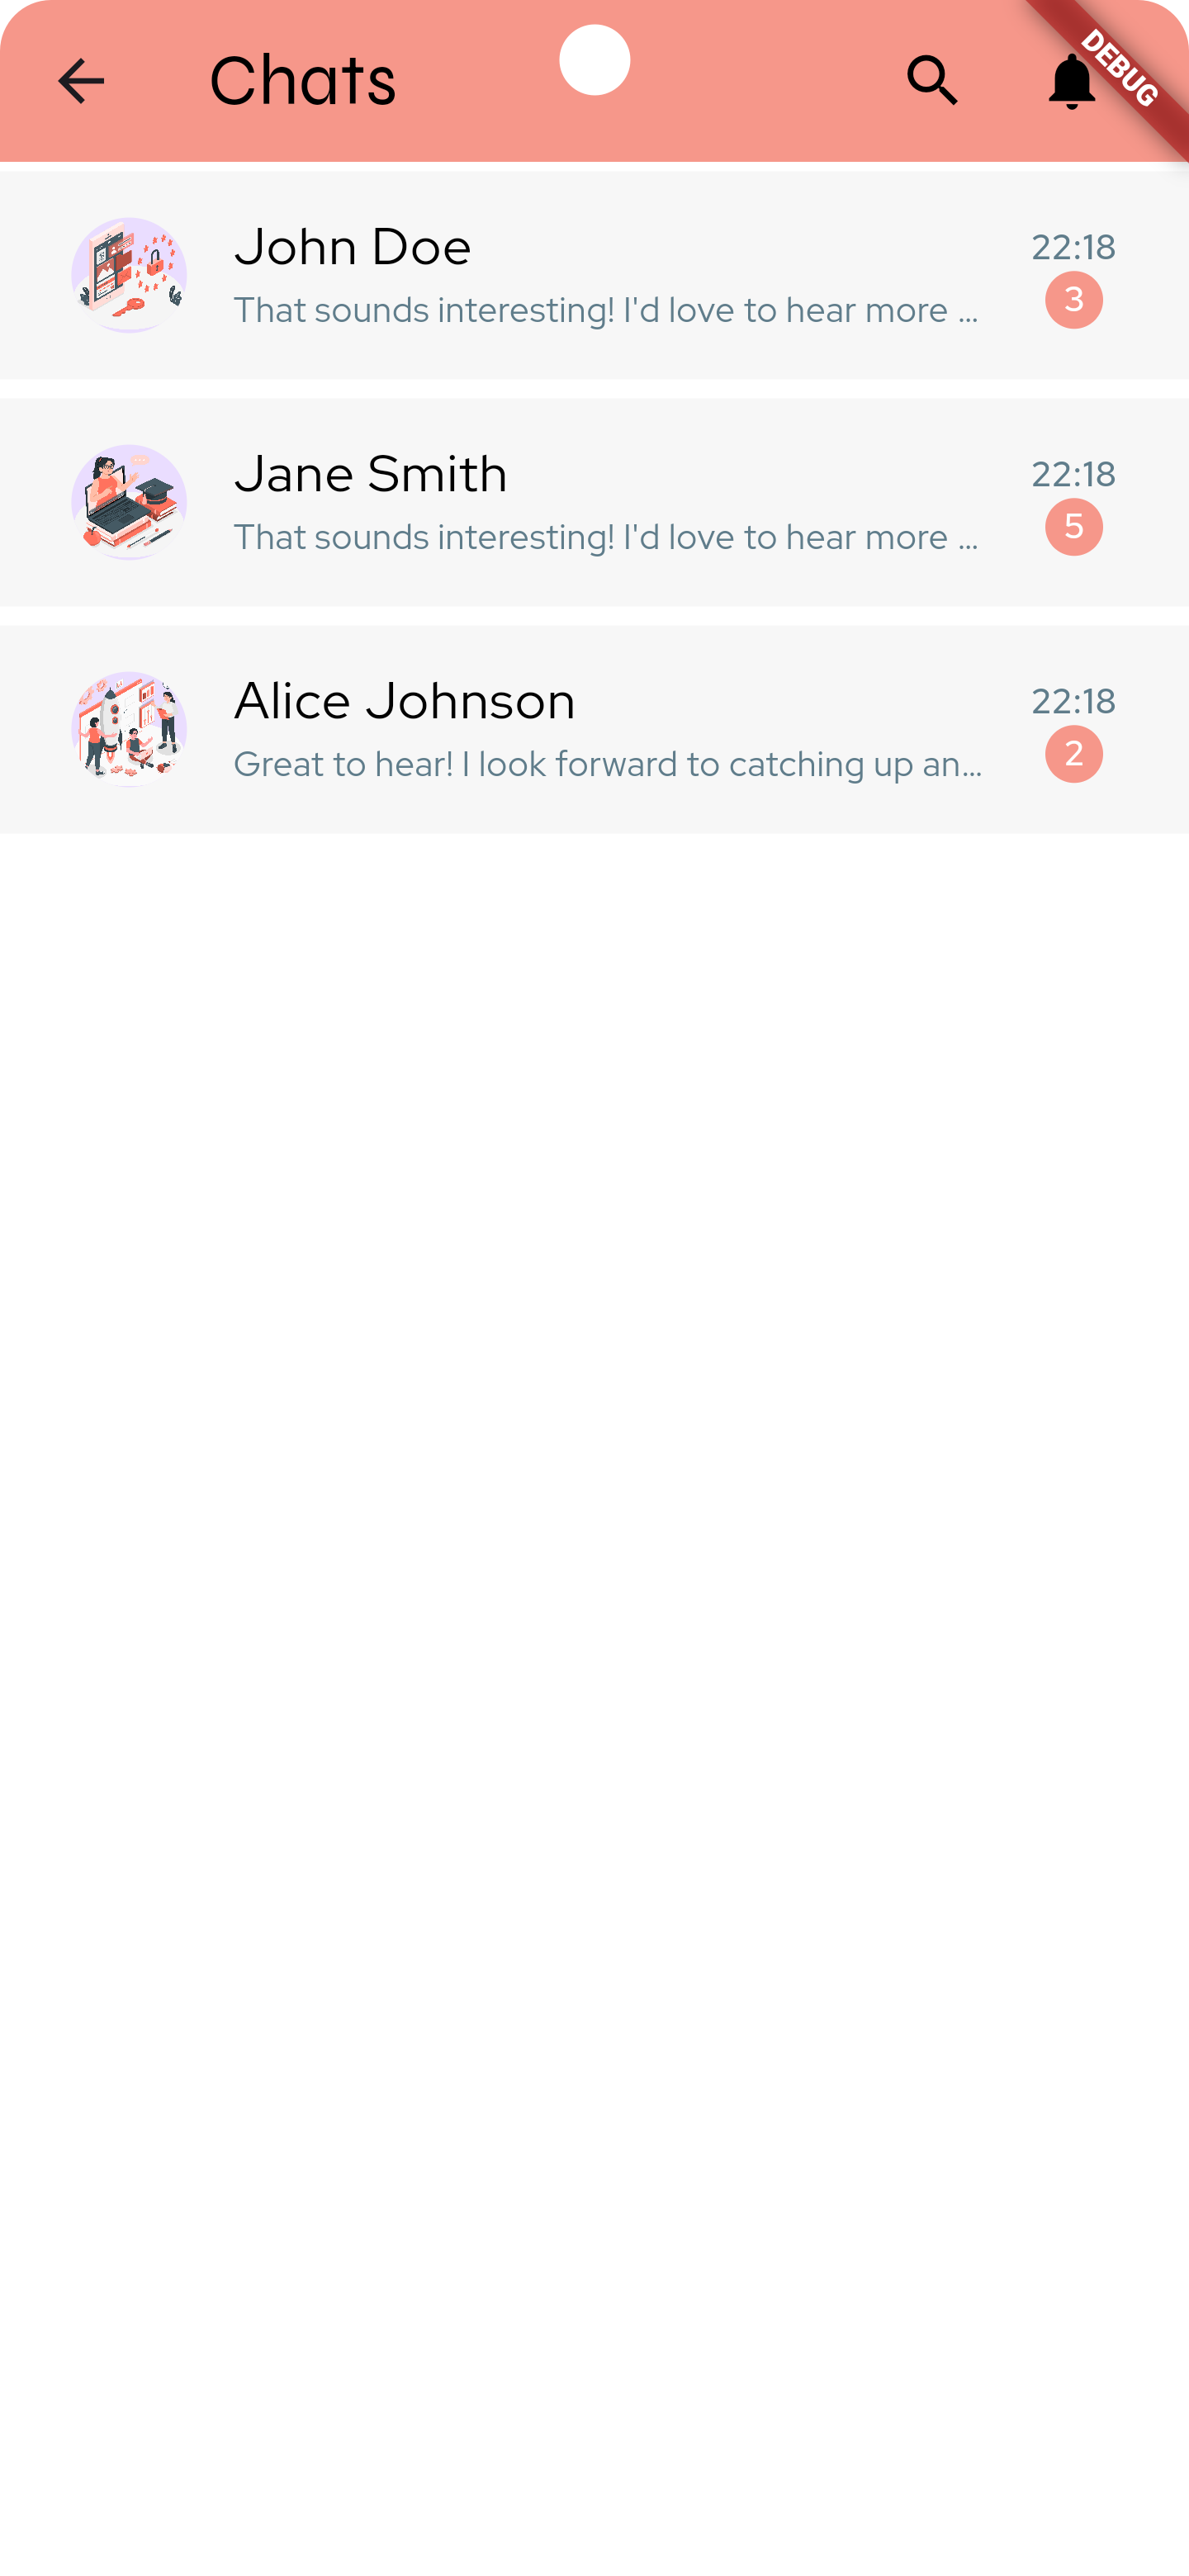 Chats
DEBUG
John Doe
22:18
That sounds interesting! I'd love to hear more ...
3
Jane Smith
22:18
That sounds interesting! I'd love to hear more ...
5
Alice Johnson
22:18
Great to hear! I look forward to catching up an...
2